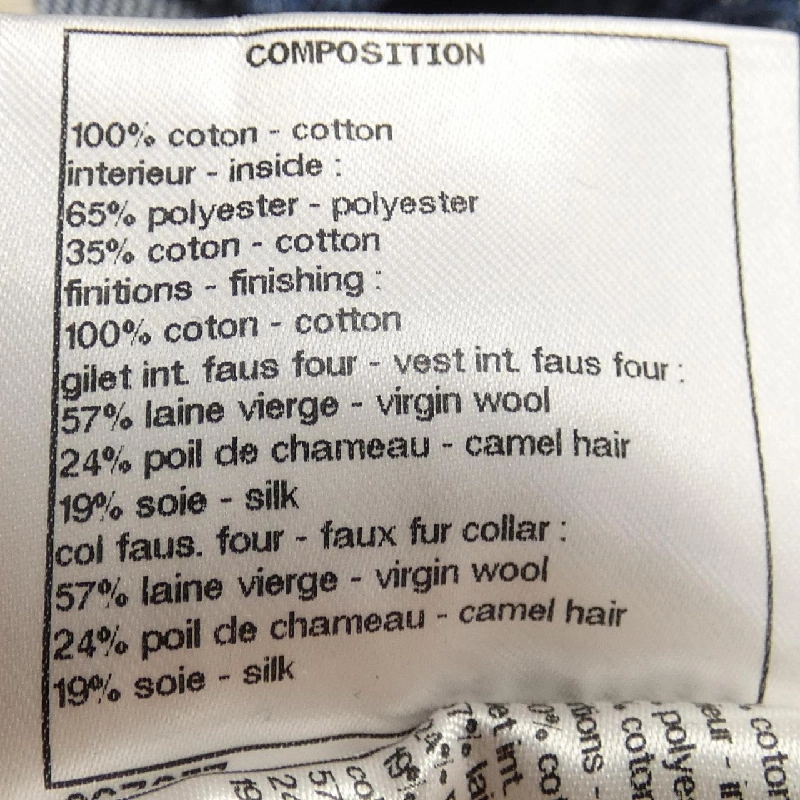 COMPOSITION
100% coton - cotton
interieur - inside :
65% polyester - polyester
35% coton - cotton
finitions - finishing :
100% coton - cotton
gilet int. faus four - vest int. faus four :
57% laine vierge - virgin wool
24% poil de chameau - camel hair
19% soie - silk
col faus. four - faux fur collar :
57% laine vierge - virgin wool
24% poil de chameau - camel hair
19% soie - silk